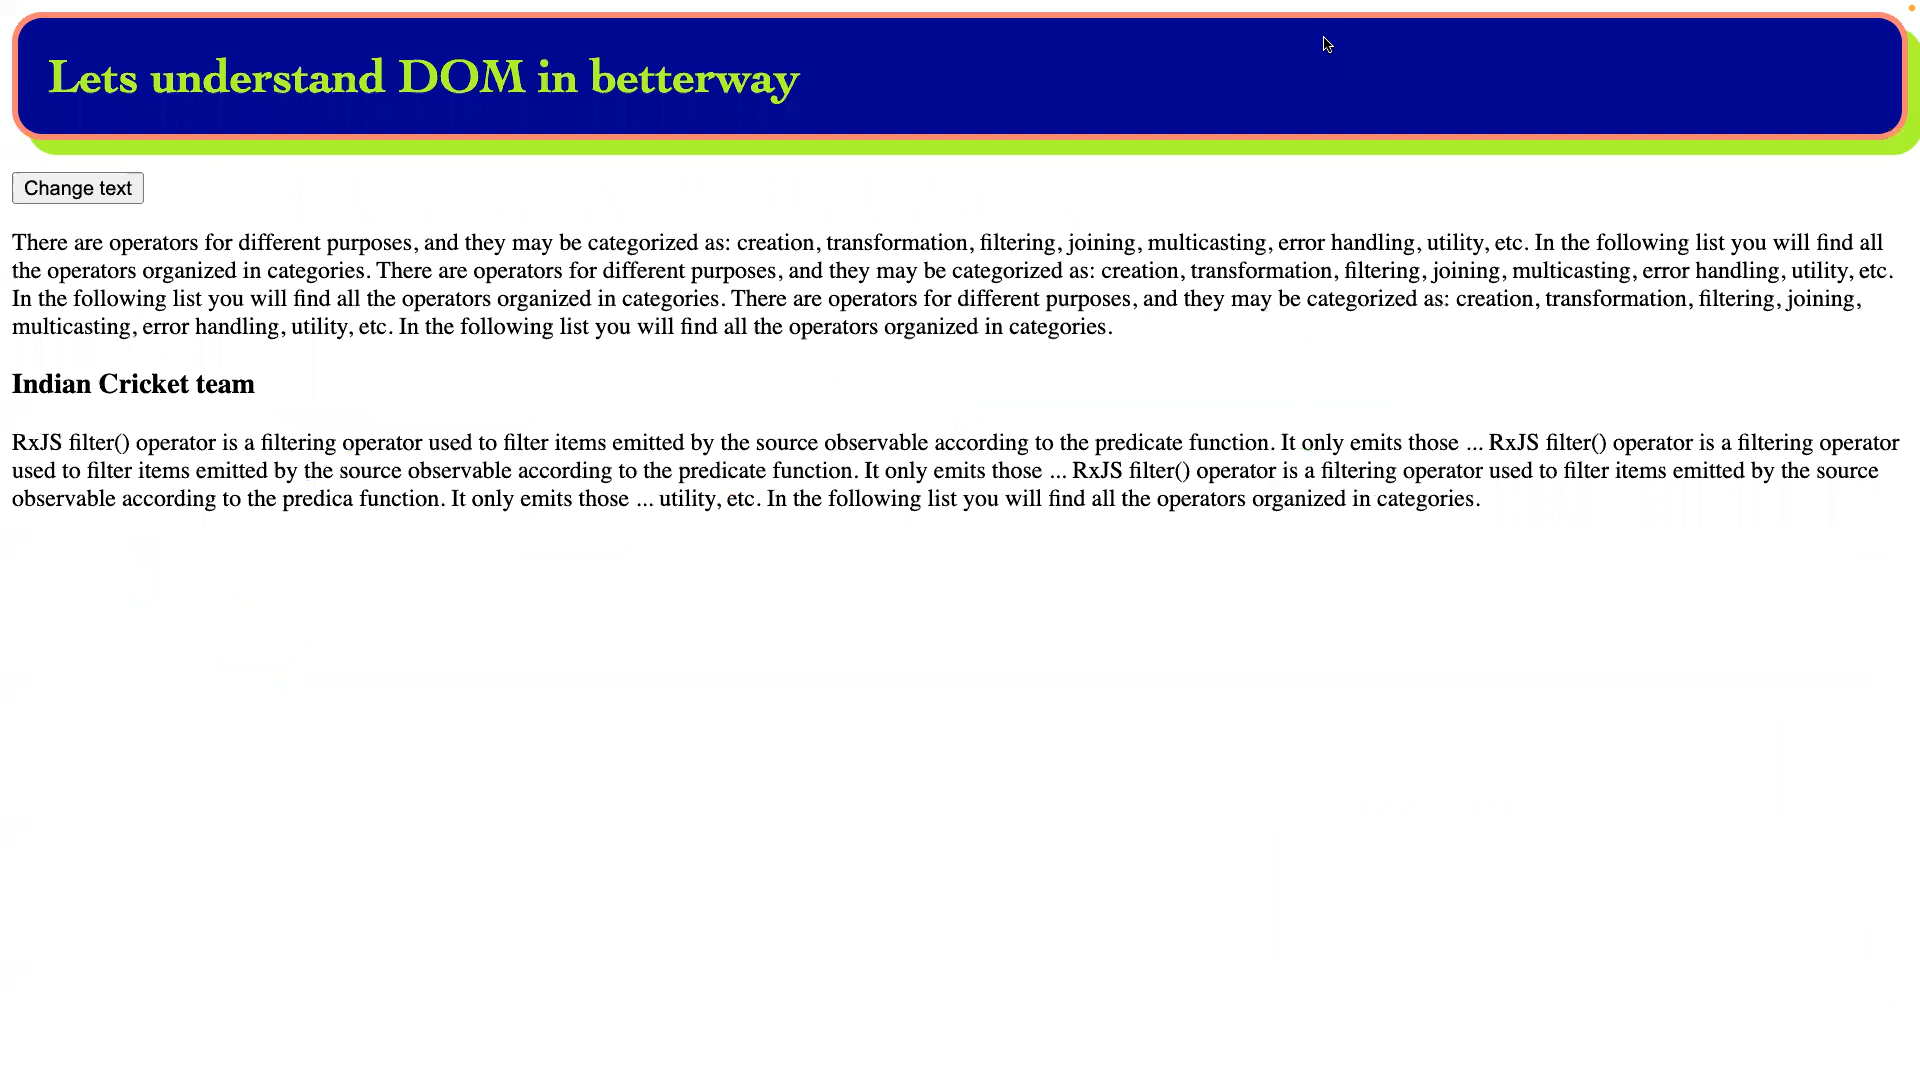 Lets understand DOM in betterway
Change text
There are operators for different purposes, and they may be categorized as: creation, transformation, filtering, joining, multicasting, error handling, utility, etc. In the following list you will find all
the operators organized in categories. There are operators for different purposes, and they may be categorized as: creation, transformation, filtering, joining, multicasting, error handling, utility, etc.
In the following list you will find all the operators organized in categories. There are operators for different purposes, and they may be categorized as: creation, transformation, filtering, joining,
multicasting, error handling, utility, etc. In the following list you will find all the operators organized in categories.
Indian Cricket team
RxJS filter() operator is a filtering operator used to filter items emitted by the source observable according to the predicate function. It only emits those ... RxJS filter() operator is a filtering operator
used to filter items emitted by the source observable according to the predicate function. It only emits those ... RxJS filter() operator is a filtering operator used to filter items emitted by the source
observable according to the predica function. It only emits those ... utility, etc. In the following list you will find all the operators organized in categories.